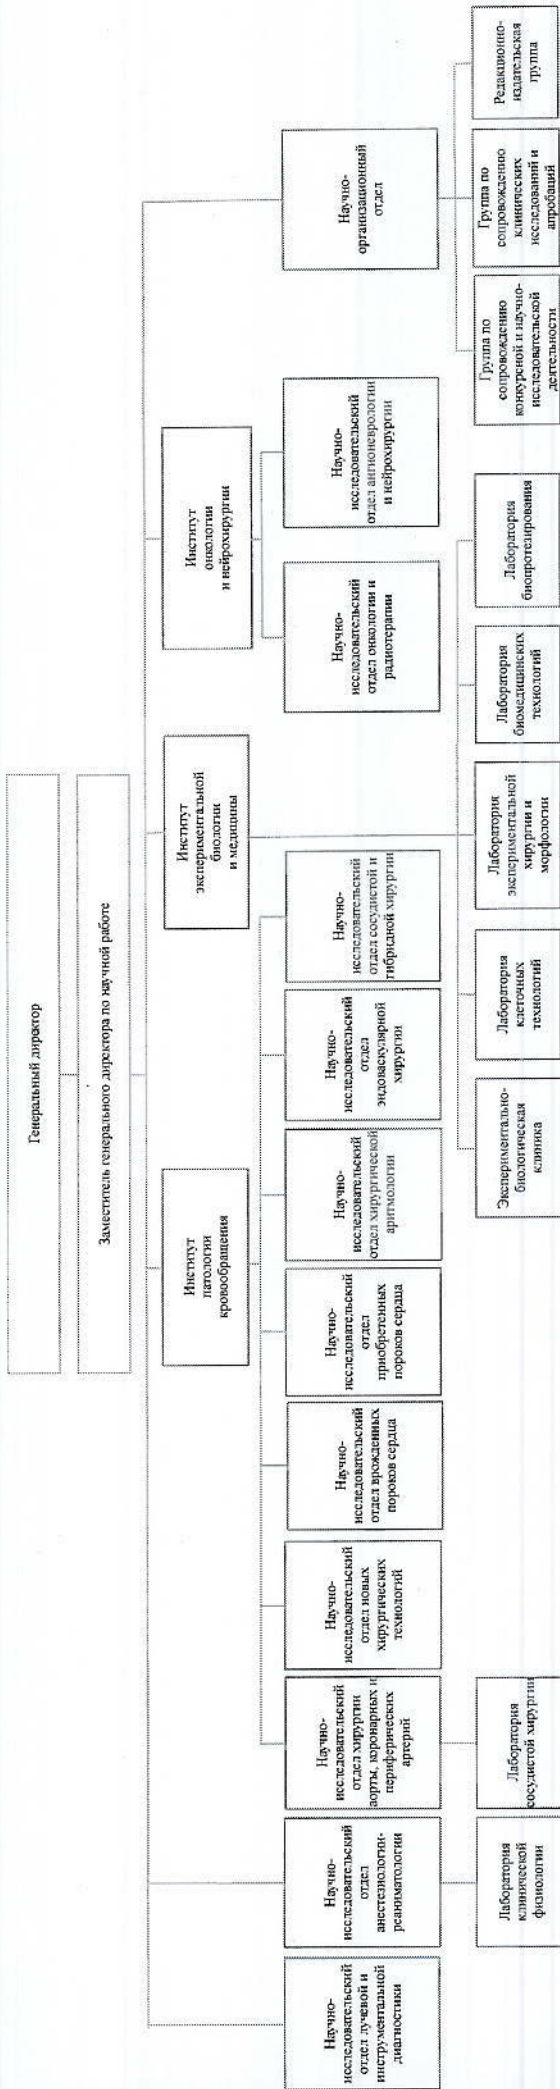 Генеральный директор
Заместитель генерального директора по научной работе
Институт
патологии
кровообращения
Институт
экспериментальной
биологии
и медицины
Институт
онкологии
и нейрохирургии
Научно-
исследовательский
отдел лучевой и
инструментальной
диагностики
Научно-
исследовательский
отдел
анестезиологии-
реаниматологии
Научно-
исследовательский
отдел хирургии
аорты, коронарных и
периферических
артерий
Научно-
исследовательский
отдел новых
хирургических
технологий
Научно-
исследовательский
отдел врожденных
пороков сердца
Научно-
исследовательский
отдел
приобретенных
пороков сердца
Научно-
исследовательский
отдел хирургической
аритмологии
Научно-
исследовательский
отдел
эндоваскулярной
хирургии
Научно-
исследовательский
отдел сосудистой и
гибридной хирургии
Научно-
исследовательский
отдел онкологии и
радиотерапии
Научно-
исследовательский
отдел ангионеврологии
и нейрохирургии
Научно-
организационный
отдел
Лаборатория
клинической
физиологии
Лаборатория
сосудистой хирургии
Экспериментально-
биологическая
клиника
Лаборатория
клеточных
технологий
Лаборатория
экспериментальной
хирургии и
морфологии
Лаборатория
биомедицинских
технологий
Лаборатория
биопротезирования
Группа по
сопровождению
конкурсной и научно-
исследовательской
деятельности
Группа по
сопровождению
клинических
исследований и
апробаций
Редакционно-
издательская
группа